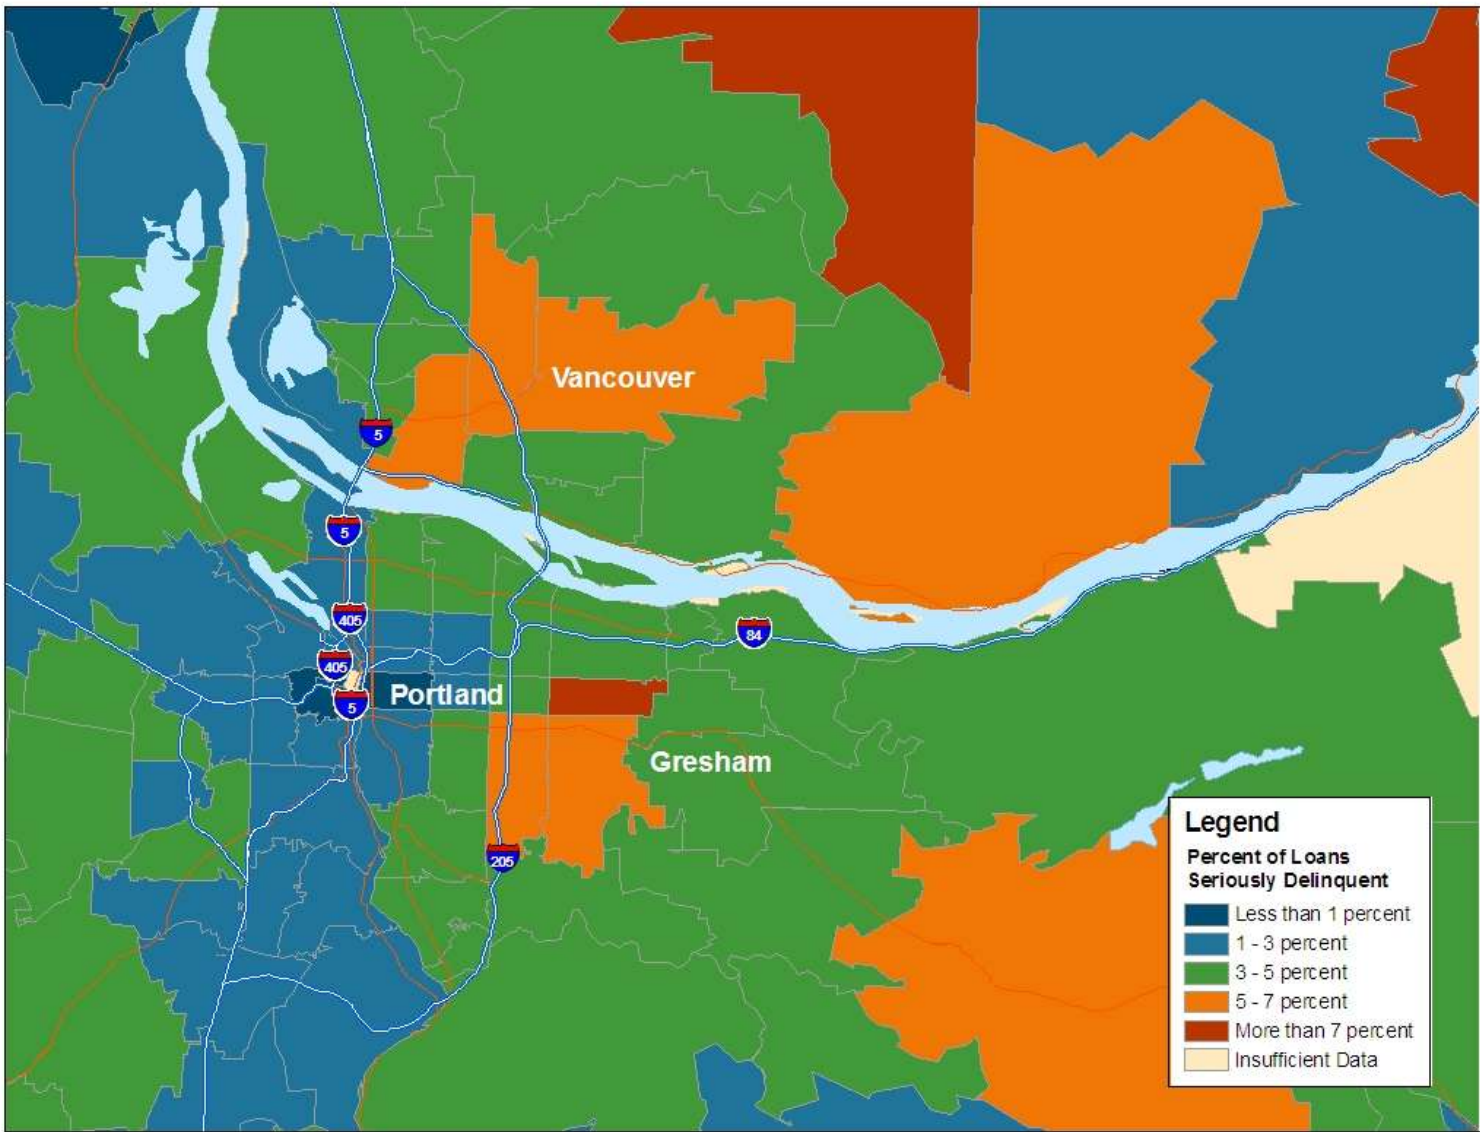 Vancouver
5
5
405
84
405
Portland
5
Gresham
205
Legend
Percent of Loans
Seriously Delinquent
Less than 1 percent
1 - 3 percent
3 - 5 percent
5 - 7 percent
More than 7 percent
Insufficient Data